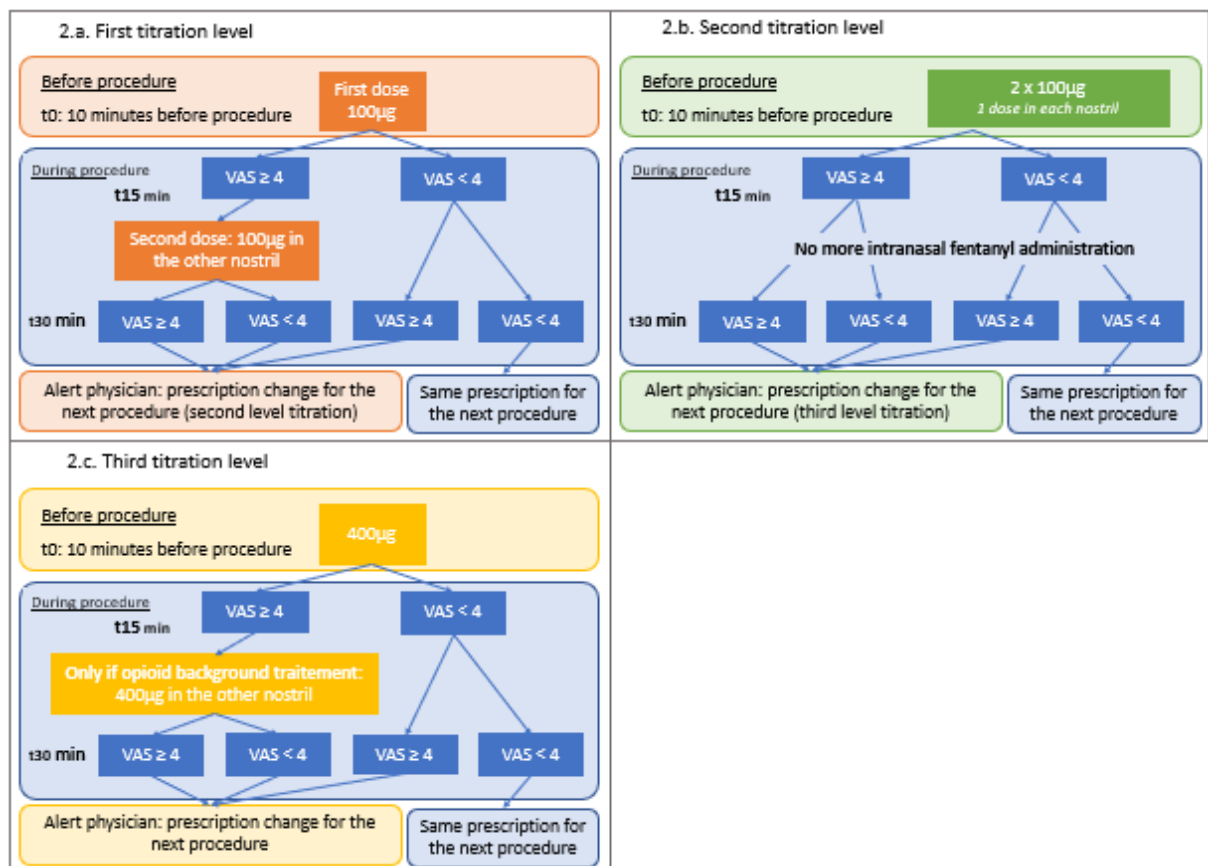 2.a. First titration level
Before procedure
t0: 10 minutes before procedure
First dose
100µg
During procedure
t15 min
VAS ≥ 4
VAS < 4
Second dose: 100µg in
the other nostril
t30 min
VAS ≥ 4
VAS < 4
VAS ≥ 4
VAS < 4
Alert physician: prescription change for the
next procedure (second level titration)
Same prescription for
the next procedure
2.b. Second titration level
Before procedure
t0: 10 minutes before procedure
2 x 100µg
1 dose in each nostril
During procedure
t15 min
VAS ≥ 4
VAS < 4
No more intranasal fentanyl administration
t30 min
VAS ≥ 4
VAS < 4
VAS ≥ 4
VAS < 4
Alert physician: prescription change for the
next procedure (third level titration)
Same prescription for
the next procedure
2.c. Third titration level
Before procedure
t0: 10 minutes before procedure
400µg
During procedure
t15 min
VAS ≥ 4
VAS < 4
Only if opioïd background traitement:
400µg in the other nostril
t30 min
VAS ≥ 4
VAS < 4
VAS ≥ 4
VAS < 4
Alert physician: prescription change for the
next procedure
Same prescription for
the next procedure